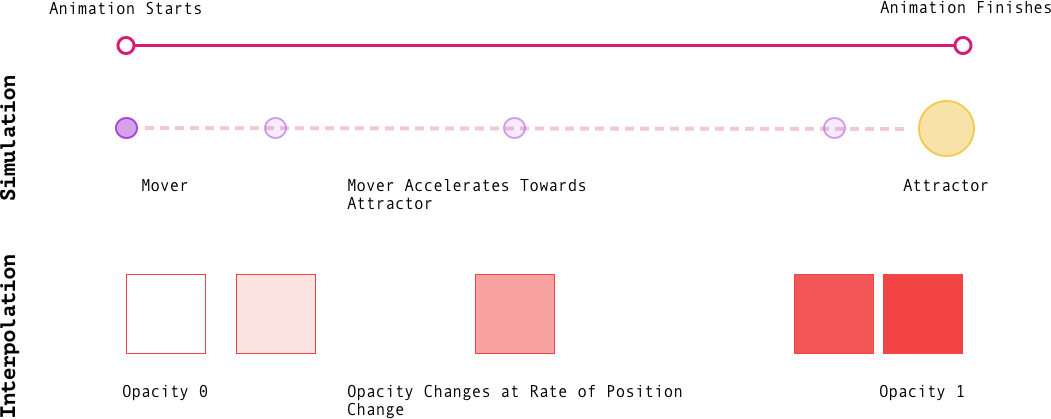 Animation Starts
Animation Finishes
Simulation
Mover
Mover Accelerates Towards
Attractor
Attractor
Interpolation
Opacity 0
Opacity Changes at Rate of Position
Change
Opacity 1